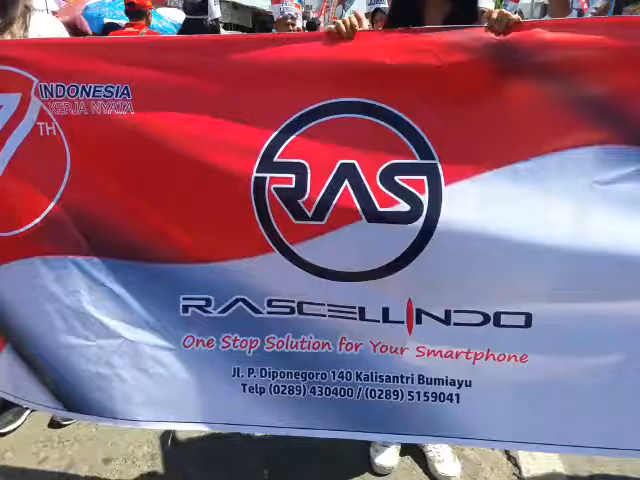 7
TH
INDONESIA
KERJA NYATA
RAS
RASCELLINDO
One Stop Solution for Your Smartphone
Jl. P. Diponegoro 140 Kalisantri Bumiayu
Telp (0289) 430400 / (0289) 5159041